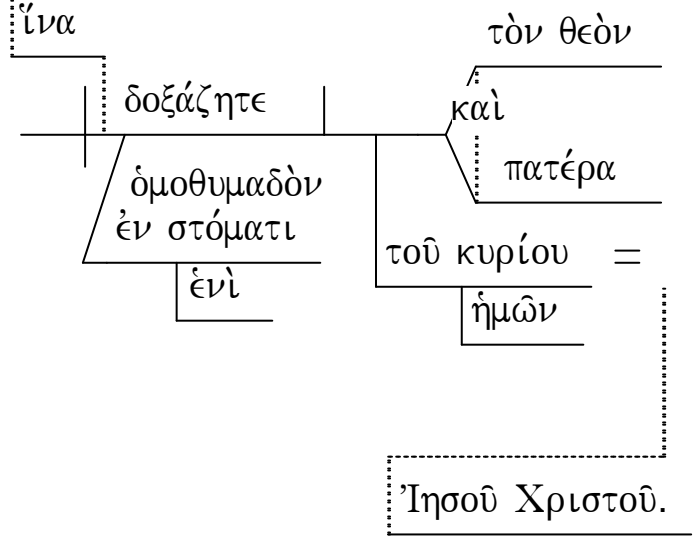 ἵνα
τὸν θεὸν
δοξάζητε
καὶ
πατέρα
ὁμοθυμαδὸν
ἐν στόματι
τοῦ κυρίου =
ἑνὶ
ἡμῶν
Ἰησοῦ Χριστοῦ.